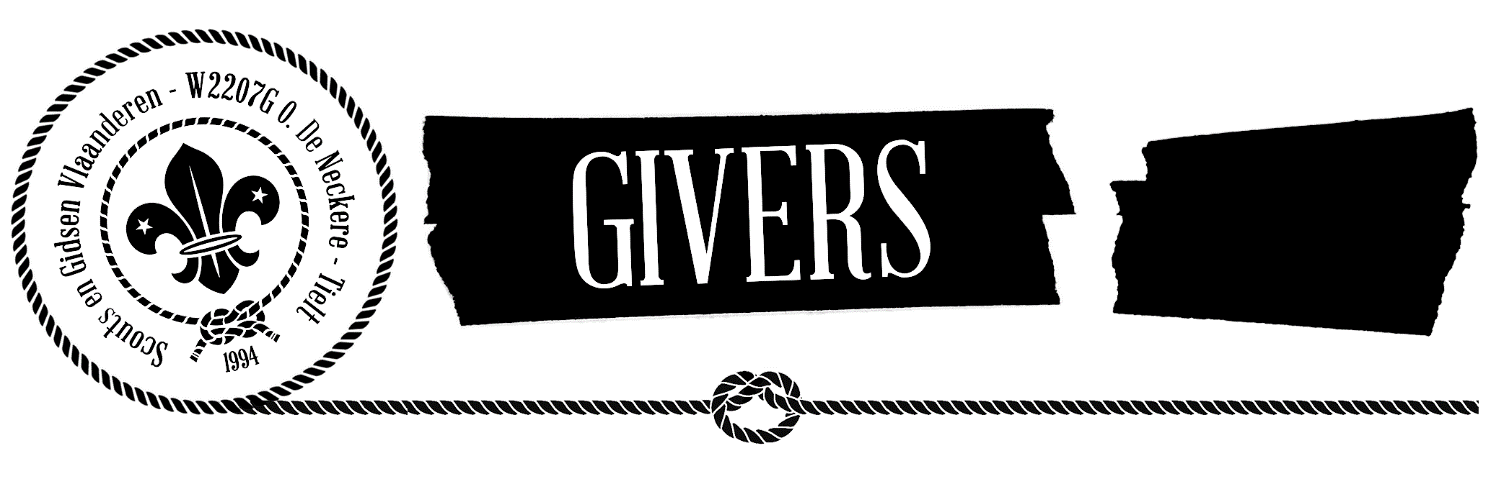 Scouts en Gidsen Vlaanderen - W2207G O. De Neckere - Tielt
1994
GIVERS